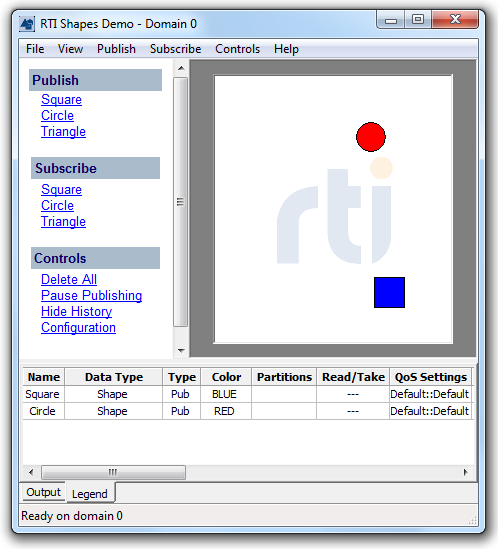 RTI Shapes Demo - Domain 0
File View Publish Subscribe Controls Help
Publish
Square
Circle
Triangle
Subscribe
Square
Circle
Triangle
Controls
Delete All
Pause Publishing
Hide History
Configuration
rti
Name Data Type Type Color Partitions Read/Take QoS Settings
Square Shape Pub BLUE --- Default::Default
Circle Shape Pub RED --- Default::Default
Output Legend
Ready on domain 0